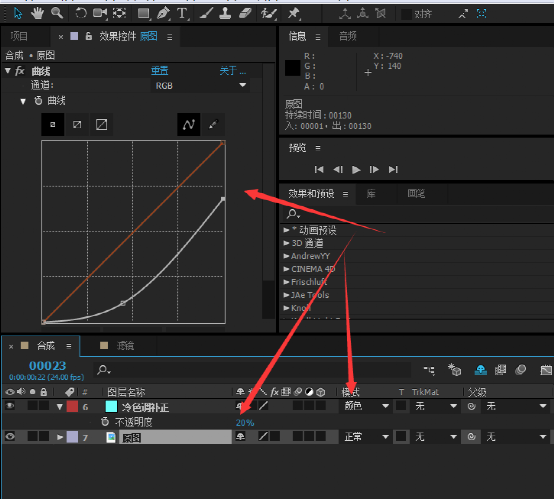 对齐
项目
× 效果控件 原图 ≡
信息 ≡
音频
合成 • 原图
fx 曲线
重置
关于...
通道:
RGB
曲线
R :
G :
B :
A : 0
X : -740
Y : 140
原图
持续时间 : 00130
入: 00001, 出 : 00130
预览 ≡
效果和预设 ≡
库
画笔
* 动画预设
3D 通道
AndrewYY
CINEMA 4D
Frischluft
JAe Tools
Knoll
× 合成 ≡
滤镜
00023
0:00:00:22 (24.00 fps)
# 图层名称
fx
模式
T TrkMat
父级
6 冷色调补正
颜色
无
无
不透明度
20%
7 原图
正常
无
无